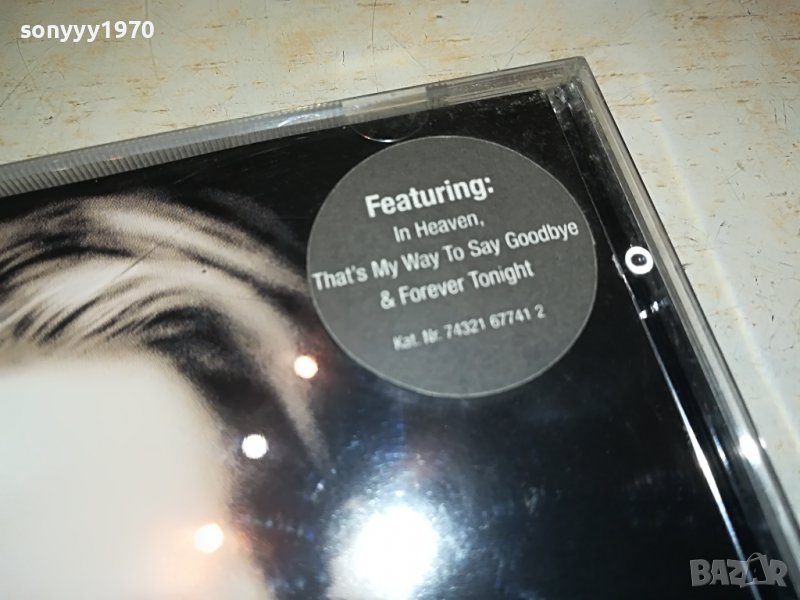 sonyyy1970
Featuring:
In Heaven,
That's My Way To Say Goodbye
& Forever Tonight
Kat. Nr. 74321 67741 2
BAZAR